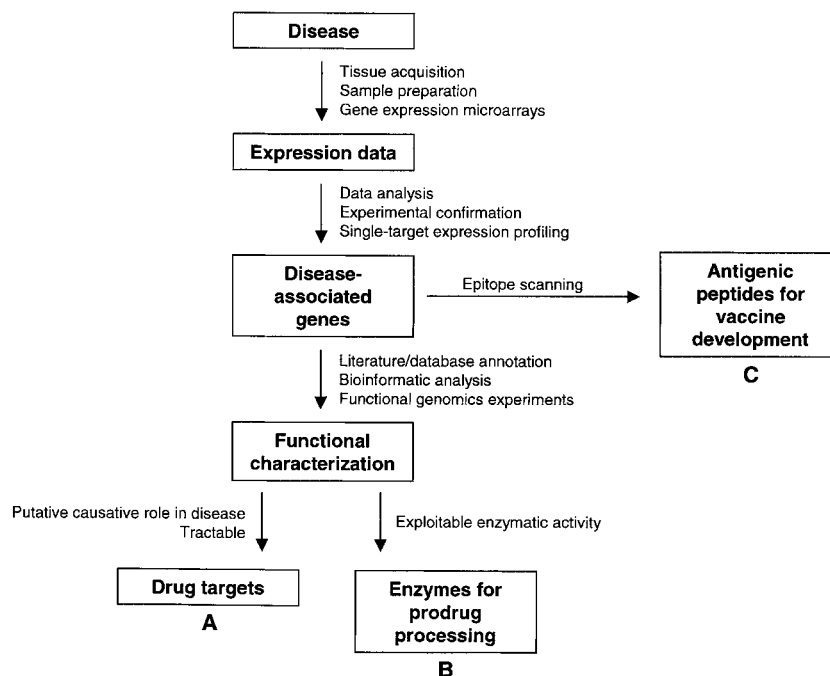 Disease
Tissue acquisition
Sample preparation
Gene expression microarrays
Expression data
Data analysis
Experimental confirmation
Single-target expression profiling
Disease-
associated
genes
Epitope scanning
Antigenic
peptides for
vaccine
development
C
Literature/database annotation
Bioinformatic analysis
Functional genomics experiments
Functional
characterization
Putative causative role in disease
Tractable
Exploitable enzymatic activity
Drug targets
A
Enzymes for
prodrug
processing
B